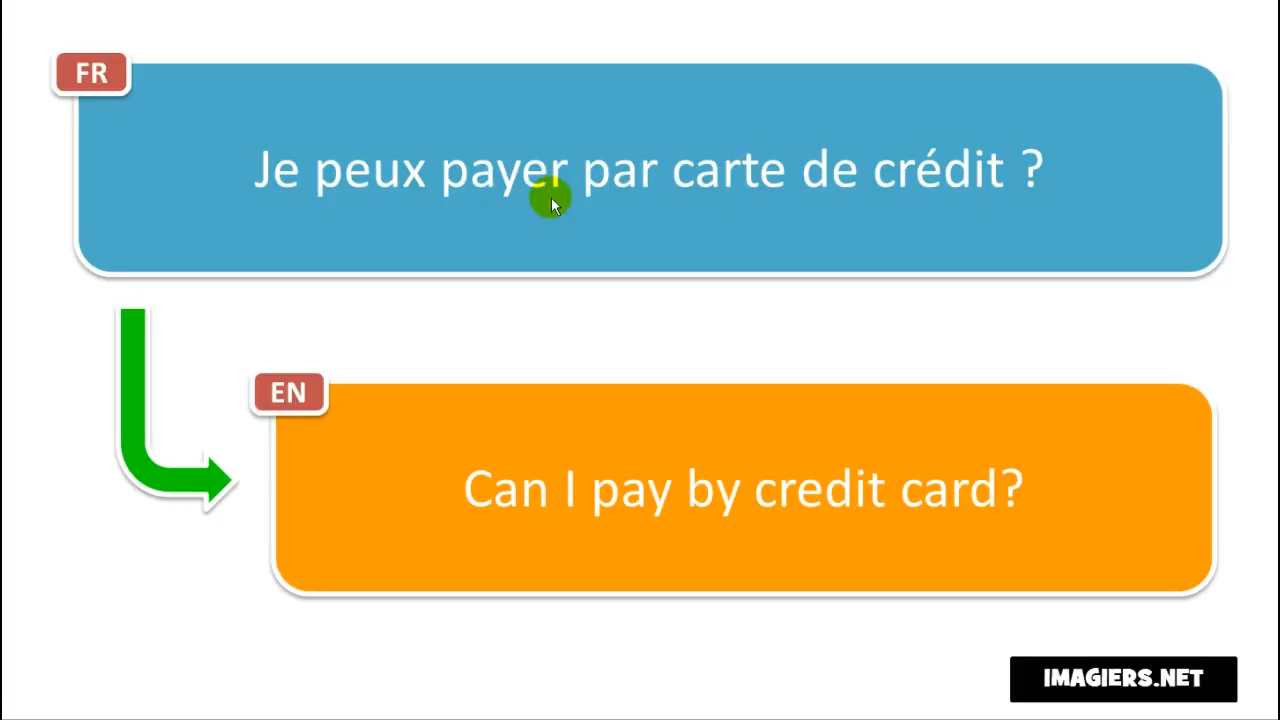 FR
Je peux payer par carte de crédit ?
EN
Can I pay by credit card?
IMAGIERS.NET